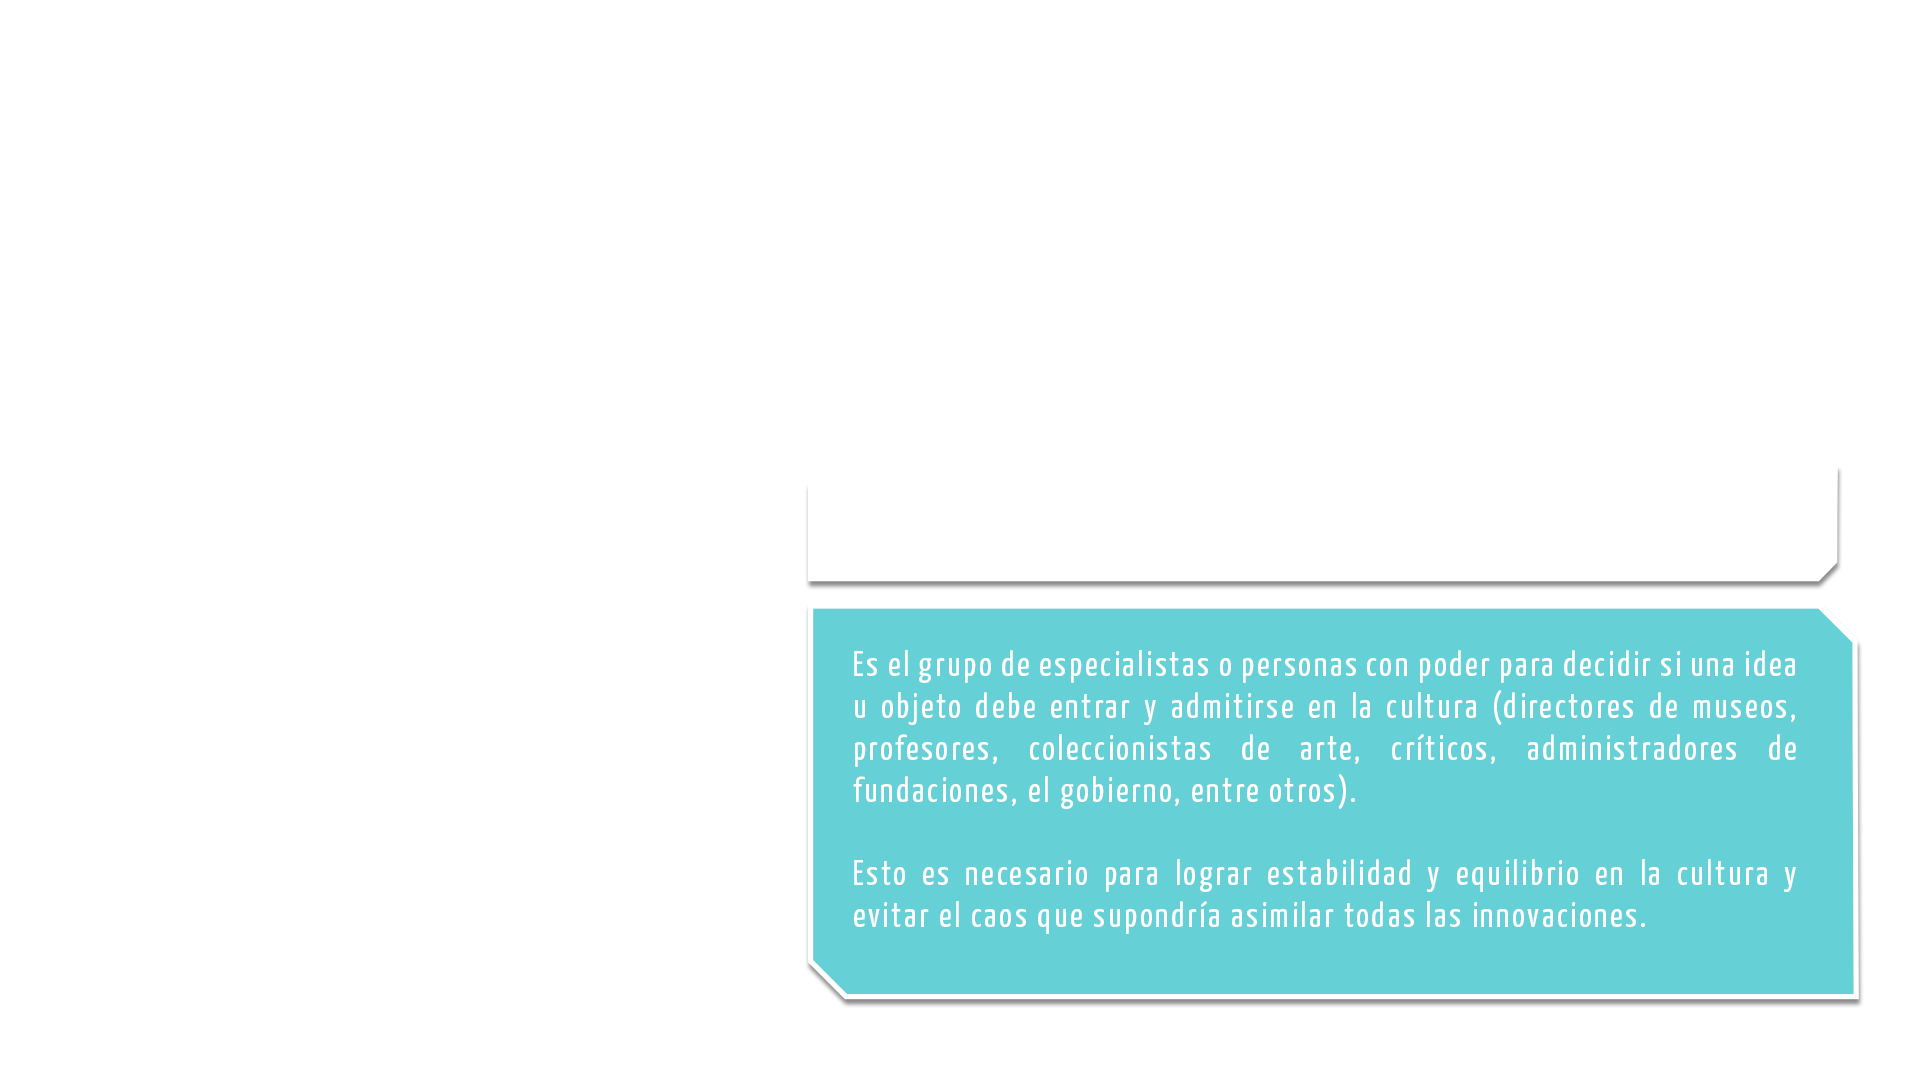 Es el grupo de especialistas o personas con poder para decidir si una idea
u objeto debe entrar y admitirse en la cultura (directores de museos,
profesores, coleccionistas de arte, críticos, administradores de
fundaciones, el gobierno, entre otros).
Esto es necesario para lograr estabilidad y equilibrio en la cultura y
evitar el caos que supondría asimilar todas las innovaciones.